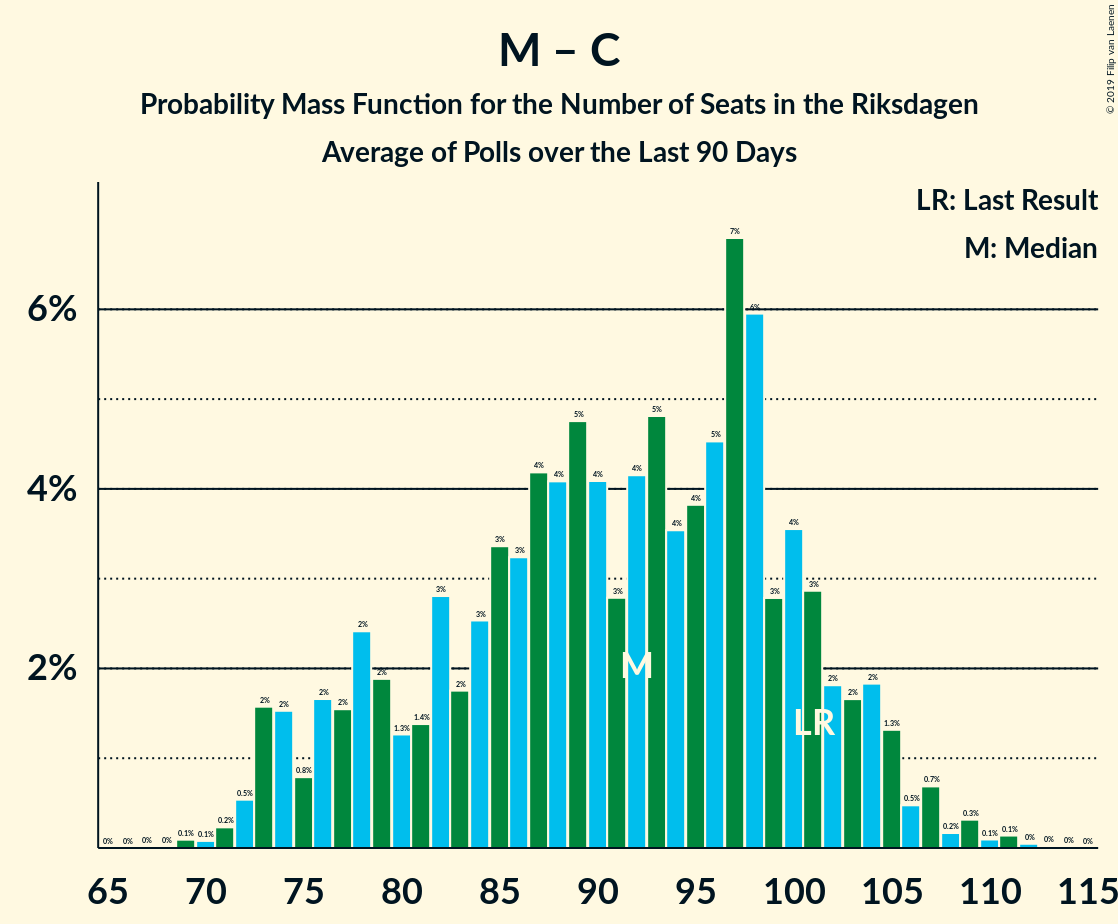 M – C
Probability Mass Function for the Number of Seats in the Riksdagen
Average of Polls over the Last 90 Days
© 2019 Filip van Laenen
LR: Last Result
M: Median
6%
4%
2%
0% 0% 0% 0% 0.1% 0.1% 0.2% 0.5% 2% 2% 0.8% 2% 2% 2% 2% 1.3% 1.4% 3% 2% 3% 3% 3% 4% 4% 5% 4% 3% 4% 5% 4% 4% 5% 7% 6% 3% 4% 3% 2% 2% 2% 1.3% 0.5% 0.7% 0.2% 0.3% 0.1% 0.1% 0% 0% 0% 0%
M
LR
65 70 75 80 85 90 95 100 105 110 115